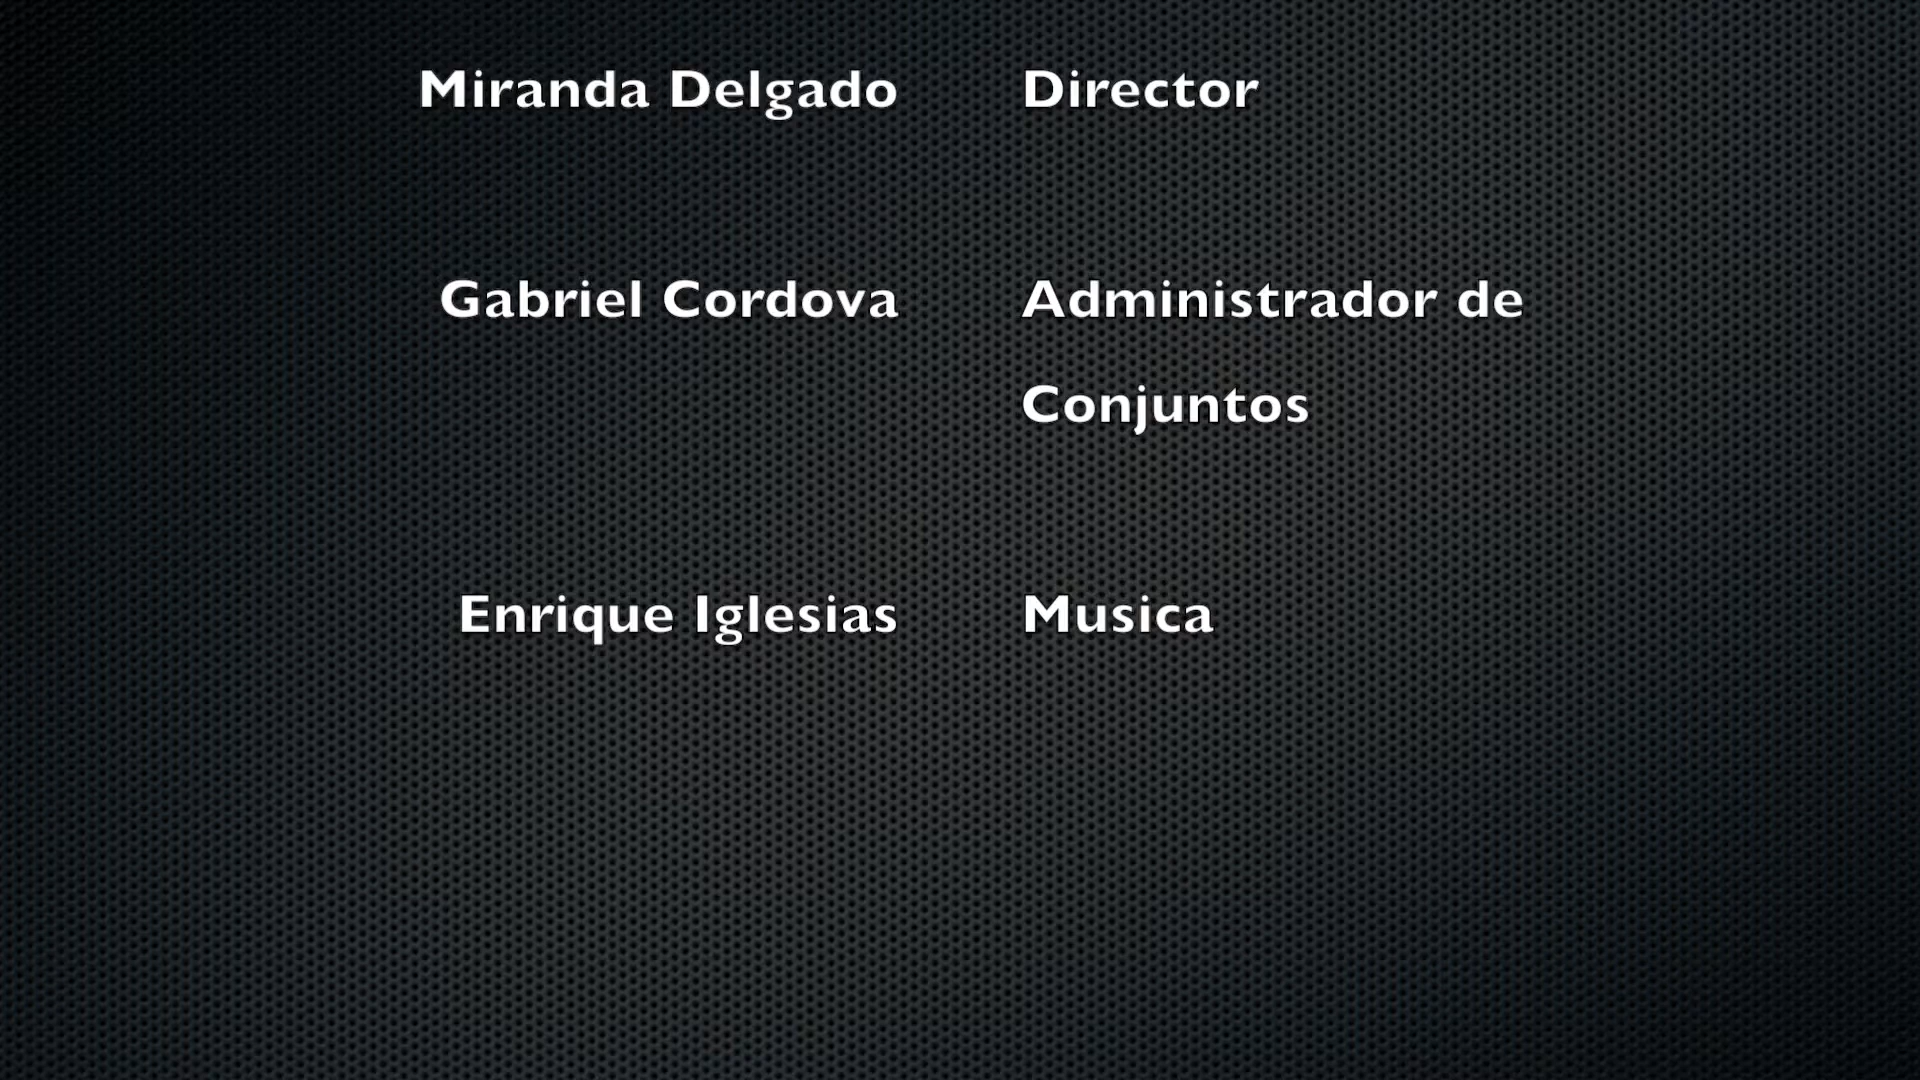 Miranda Delgado Director
Gabriel Cordova Administrador de
Conjuntos
Enrique Iglesias Musica